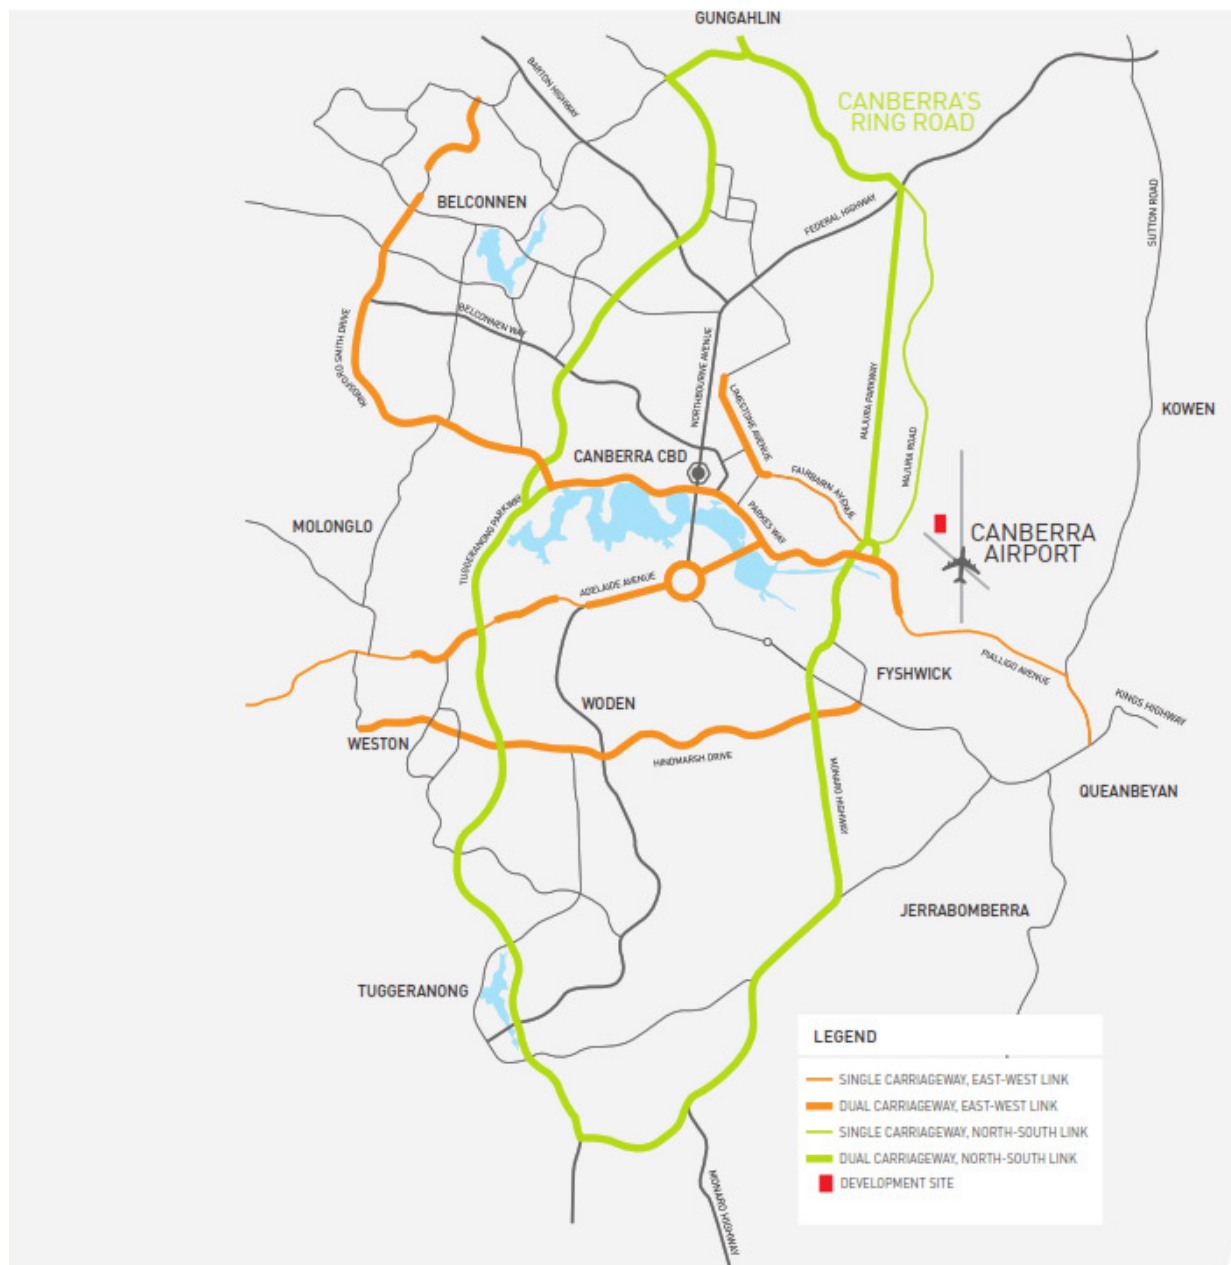 GUNGAHLIN
BARTON HIGHWAY
CANBERRA'S
RING ROAD
BELCONNEN
FEDERAL HIGHWAY
SUTTON ROAD
KINGSFORD SMITH DRIVE
BELCONNEN WAY
NORTHBOURNE AVENUE
LIMESTONE AVENUE
MAJURA PARKWAY
MAJURA ROAD
KOWEN
CANBERRA CBD
FAIRBAIRN AVENUE
PARKES WAY
MOLONGLO
TUGGERANONG PARKWAY
CANBERRA
AIRPORT
ADELAIDE AVENUE
PIALLIGO AVENUE
FYSHWICK
WODEN
KINGS HIGHWAY
WESTON
HINDMARSH DRIVE
MONARO HIGHWAY
QUEANBEYAN
JERRABOMBERRA
TUGGERANONG
LEGEND
SINGLE CARRIAGEWAY, EAST-WEST LINK
DUAL CARRIAGEWAY, EAST-WEST LINK
SINGLE CARRIAGEWAY, NORTH-SOUTH LINK
DUAL CARRIAGEWAY, NORTH-SOUTH LINK
DEVELOPMENT SITE
MONARO HIGHWAY